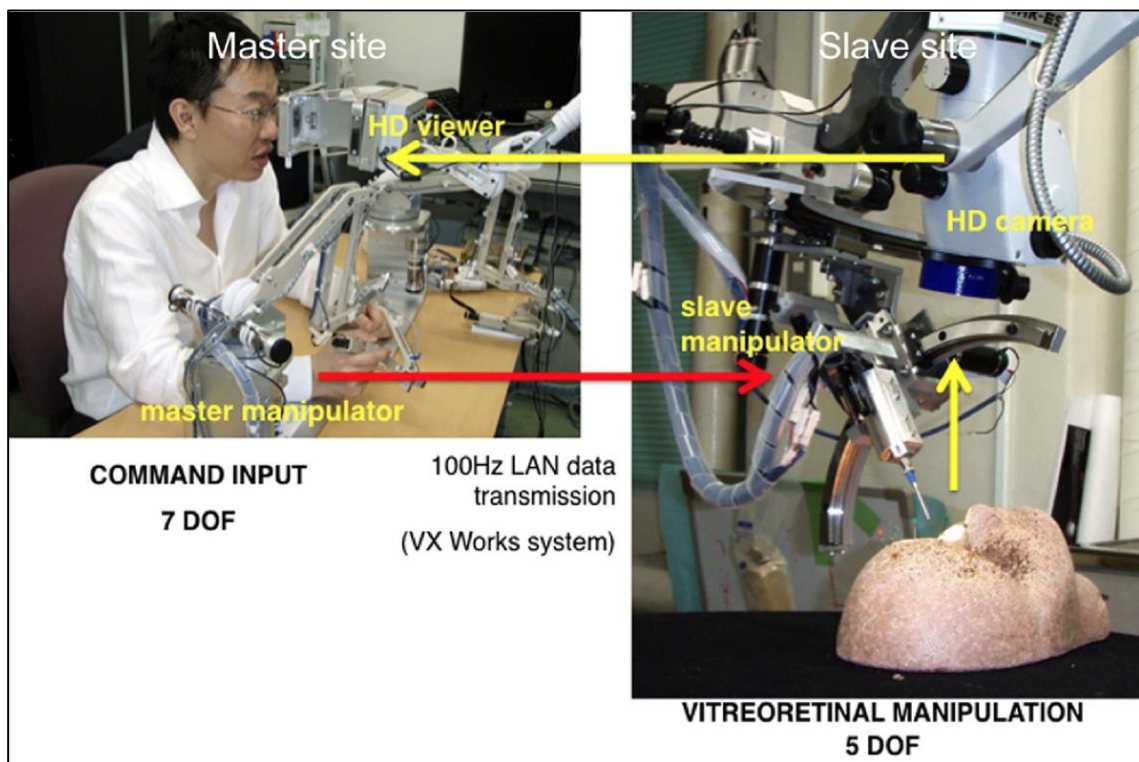 Master site
Slave site
HD viewer
HD camera
slave
manipulator
master manipulator
COMMAND INPUT
7 DOF
100Hz LAN data
transmission
(VX Works system)
VITREORETINAL MANIPULATION
5 DOF